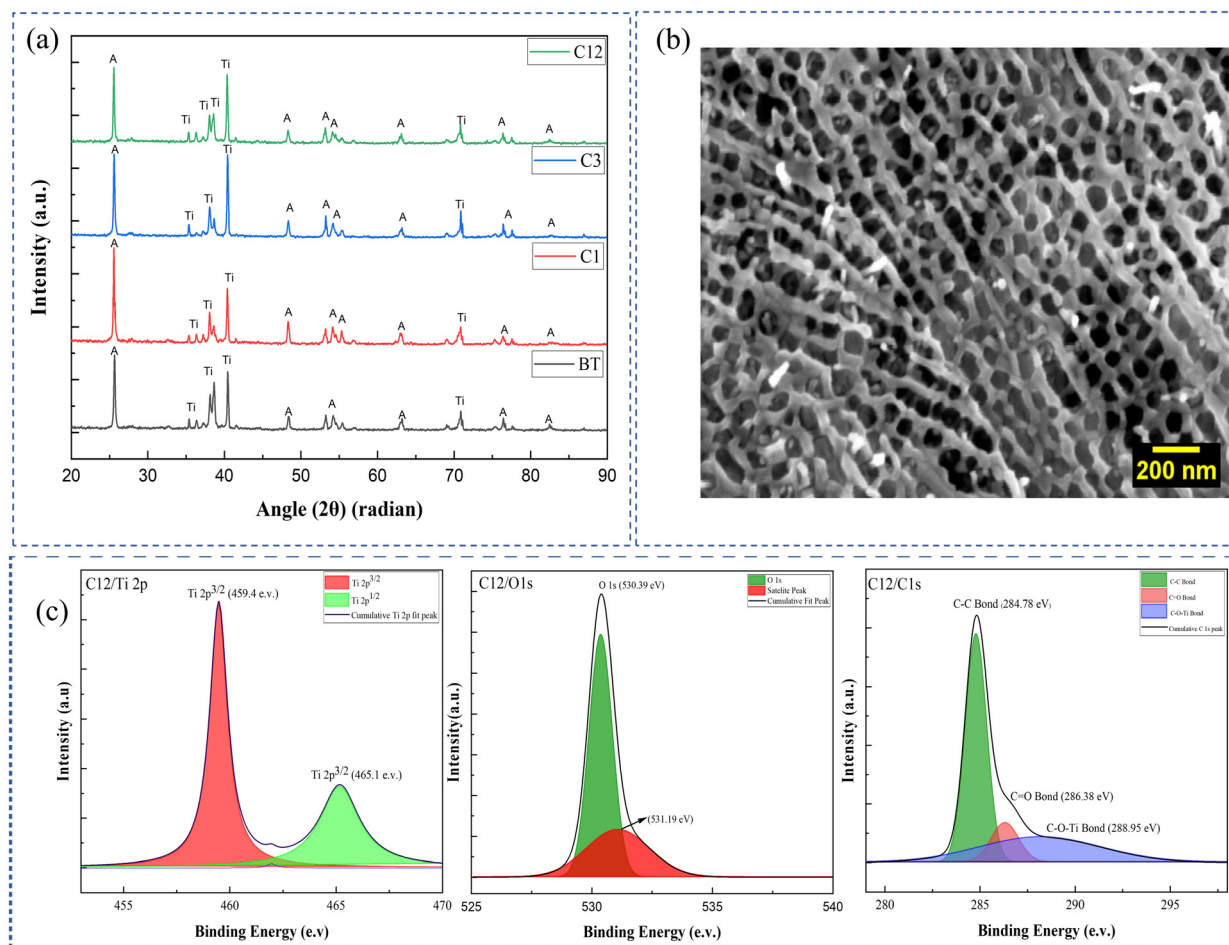 (a)
C12
A
Ti
Ti
Ti
Ti
A
A
A
A
Ti
A
A
C3
A
Ti
Ti
Ti
A
A
A
A
Ti
A
A
C1
A
Ti
Ti
Ti
A
A
A
A
Ti
A
A
BT
A
Ti
Ti
Ti
A
A
A
A
Ti
A
A
Intensity (a.u.)
20 30 40 50 60 70 80 90
Angle (2θ) (radian)
(b)
200 nm
(c)
C12/Ti 2p
Ti 2p3/2
Ti 2p1/2
Cumulative Ti 2p fit peak
Ti 2p3/2 (459.4 e.v.)
Ti 2p3/2 (465.1 e.v.)
Intensity (a.u)
455 460 465 470
Binding Energy (e.v)
C12/O1s
O 1s
Satelite Peak
Cumulative Fit Peak
O 1s (530.39 eV)
(531.19 eV)
Intensity(a.u.)
525 530 535 540
Binding Energy (e.v.)
C12/C1s
C-C Bond
C=O Bond
C-O-Ti Bond
Cumulative C 1s peak
C-C Bond (284.78 eV)
C=O Bond (286.38 eV)
C-O-Ti Bond (288.95 eV)
Intensity (a.u.)
280 285 290 295
Binding Energy (e.v.)